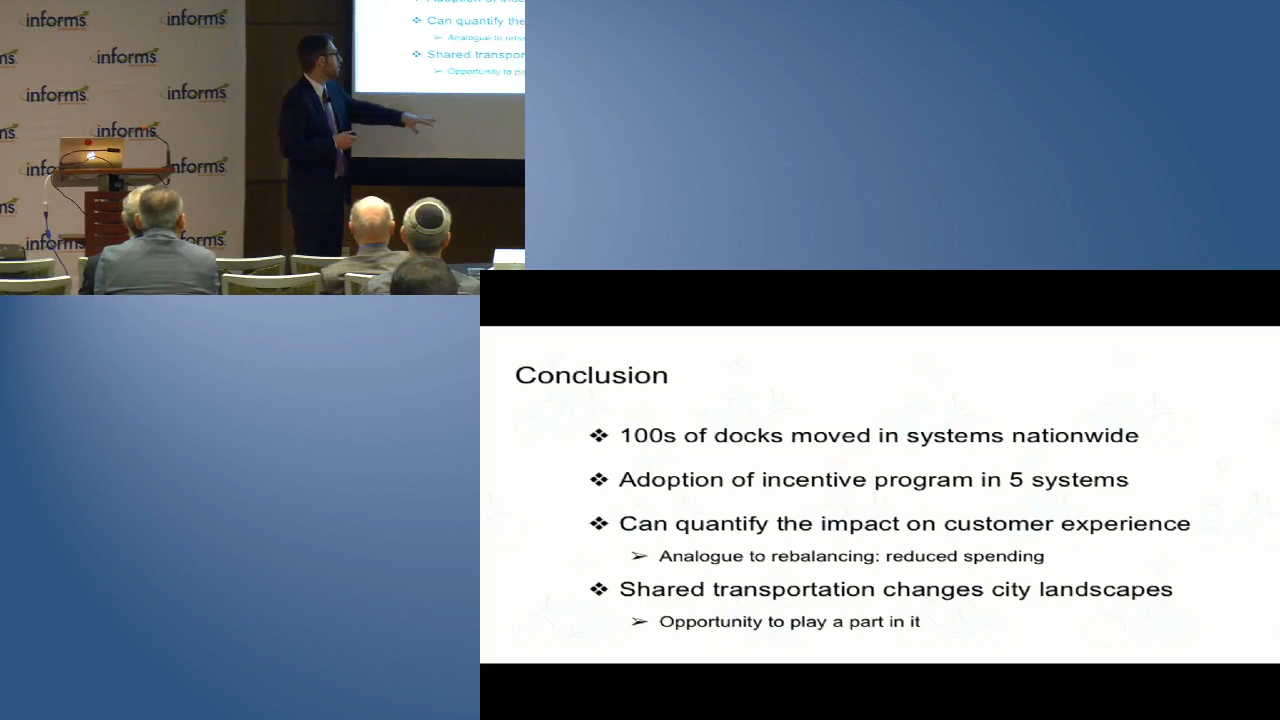 informs
informs
informs
informs
informs
informs
informs
Can quantify the
Shared transpor
Opportunity to
Conclusion
❖ 100s of docks moved in systems nationwide
❖ Adoption of incentive program in 5 systems
❖ Can quantify the impact on customer experience
➢ Analogue to rebalancing: reduced spending
❖ Shared transportation changes city landscapes
➢ Opportunity to play a part in it